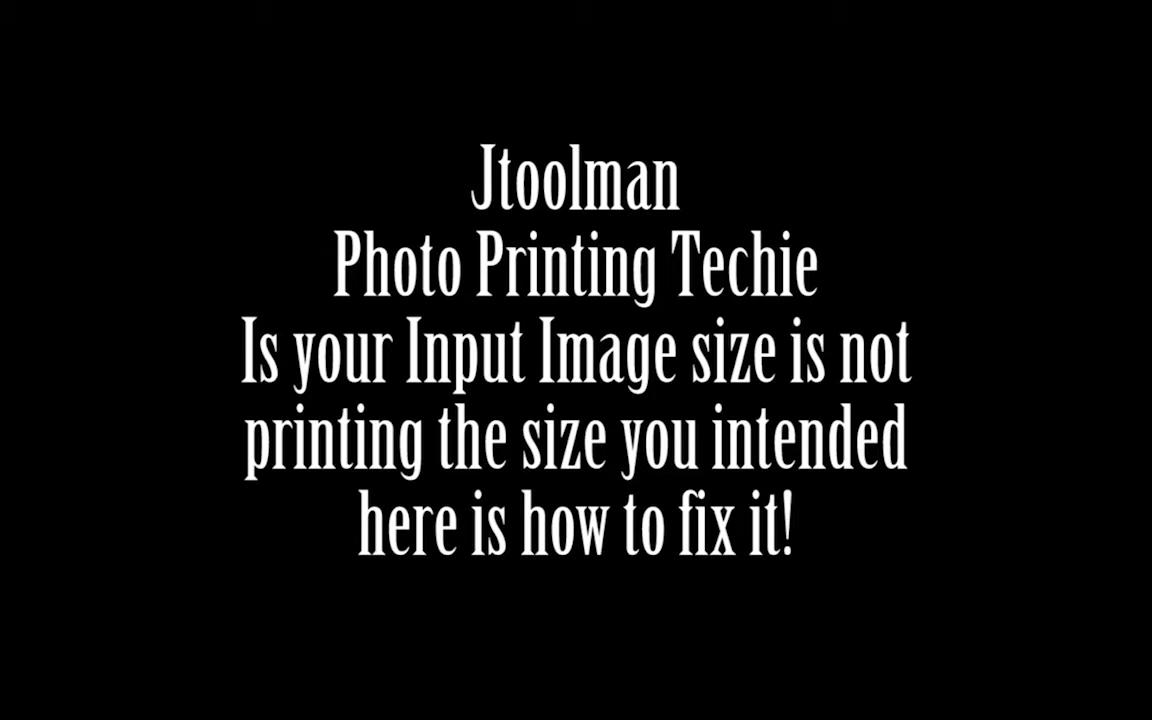 Jtoolman
Photo Printing Techie
Is your Input Image size is not
printing the size you intended
here is how to fix it!